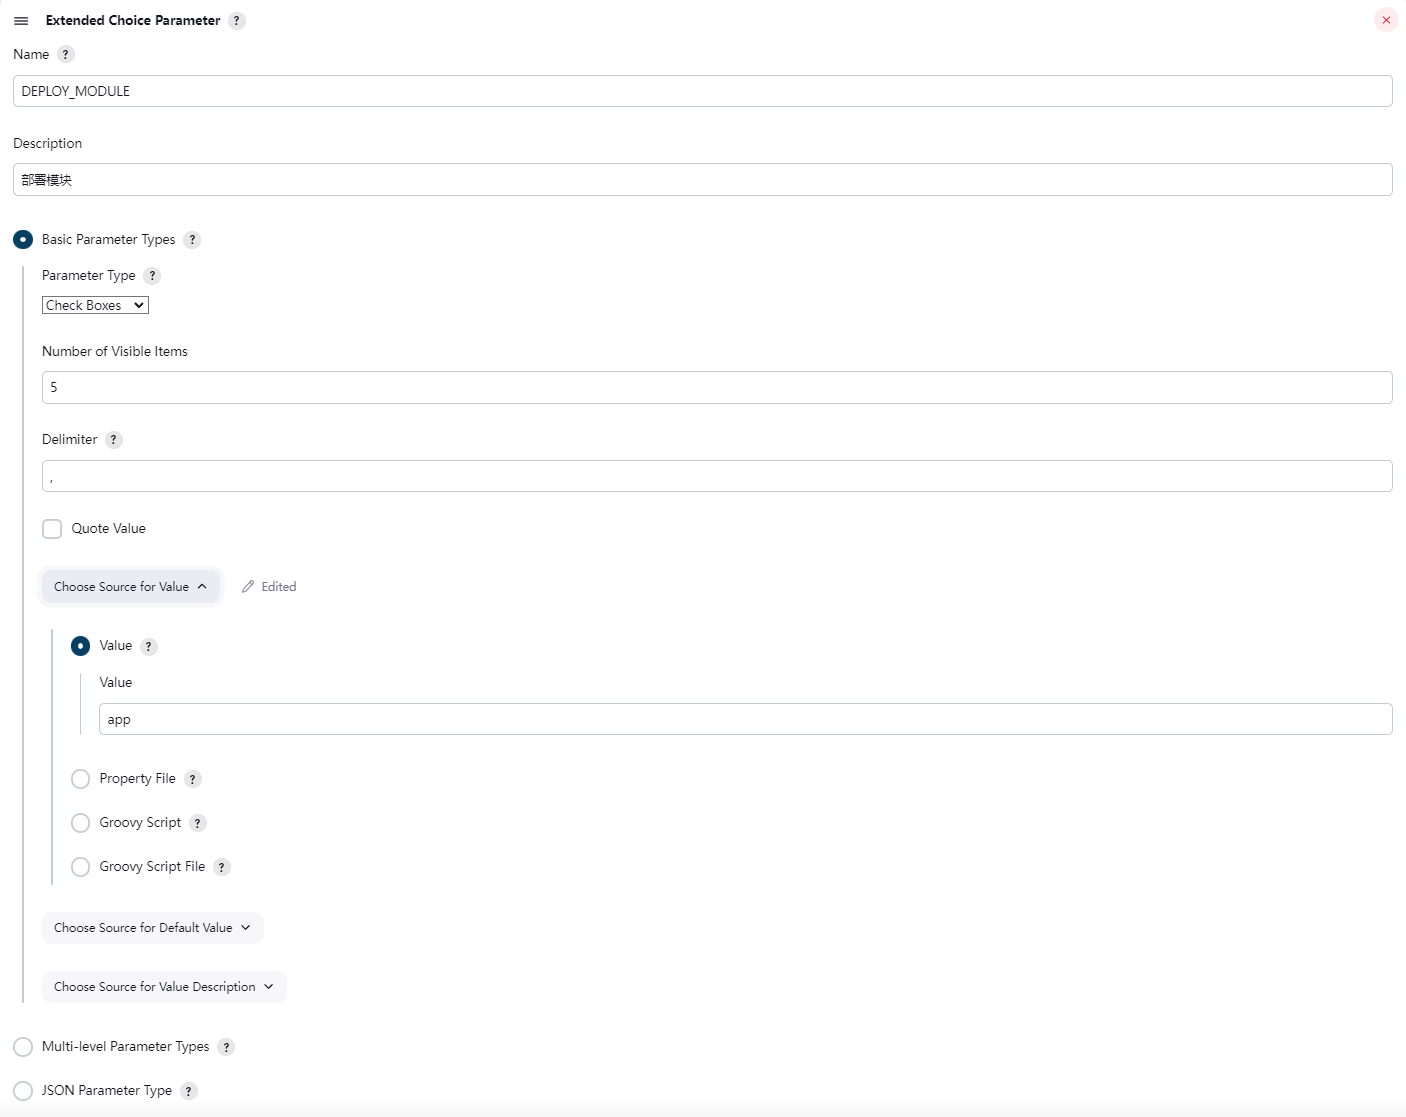 Extended Choice Parameter ?
Name ?
DEPLOY_MODULE
Description
部署模块
Basic Parameter Types ?
Parameter Type ?
Check Boxes
Number of Visible Items
5
Delimiter ?
,
Quote Value
Choose Source for Value
Edited
Value ?
Value
app
Property File ?
Groovy Script ?
Groovy Script File ?
Choose Source for Default Value
Choose Source for Value Description
Multi-level Parameter Types ?
JSON Parameter Type ?